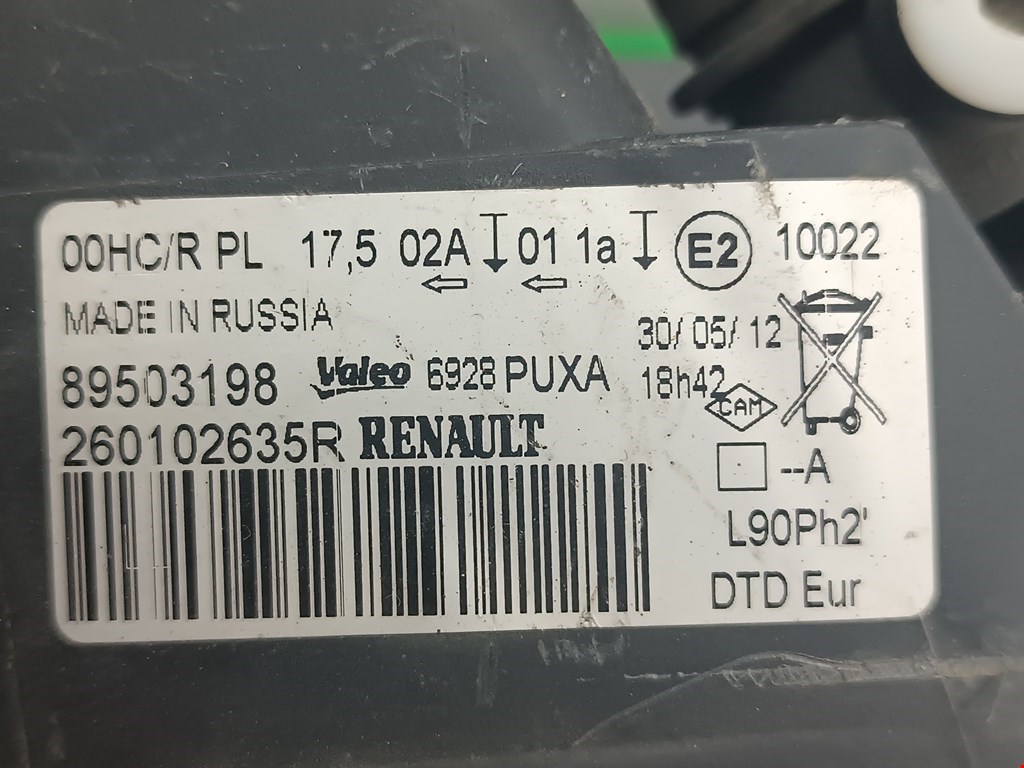 00HC/R PL 17,5 02A 01 1a E2 10022
MADE IN RUSSIA 30/05/12
89503198 Valeo 6928 PUXA 18h42
CAM
260102635R RENAULT
--A
L90Ph2'
DTD Eur